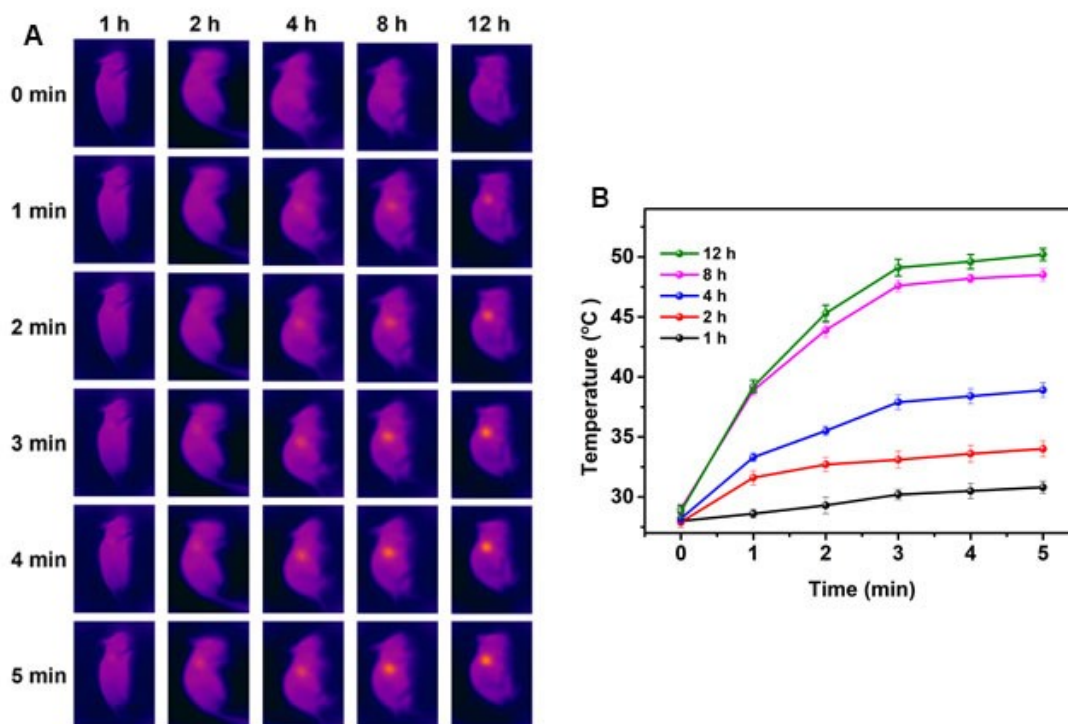 A
1 h 2 h 4 h 8 h 12 h
0 min
1 min
2 min
3 min
4 min
5 min
B
Temperature (°C)
50
45
40
35
30
12 h
8 h
4 h
2 h
1 h
0 1 2 3 4 5
Time (min)